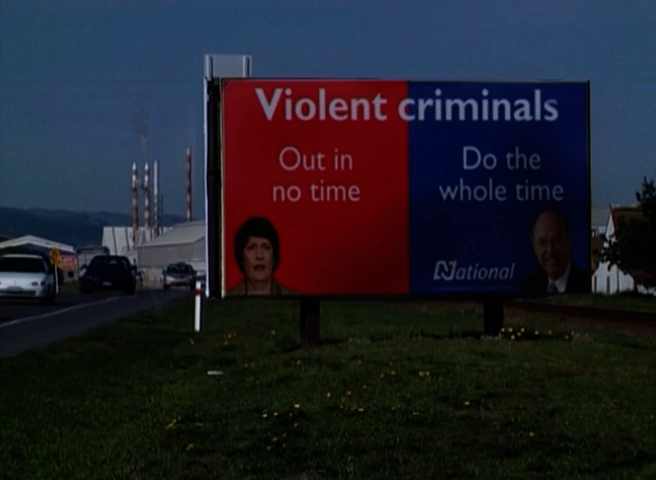 Violent criminals
Out in
no time
Do the
whole time
National